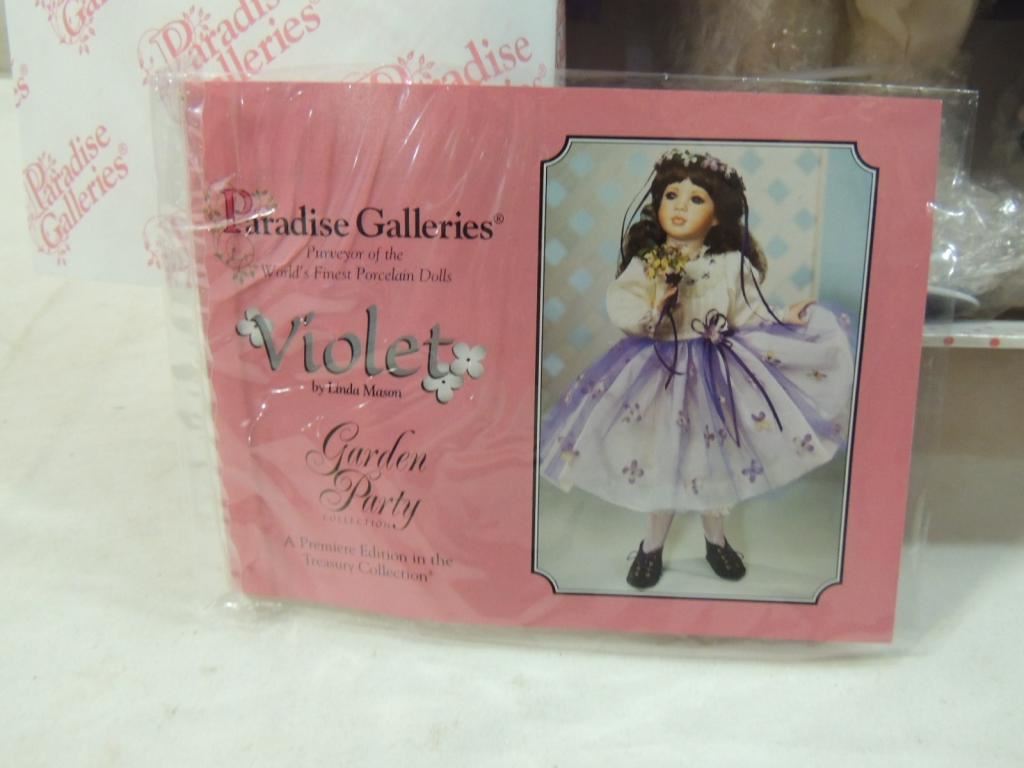 Paradise
Galleries®
Paradise
Galleries
Paradise
Paradise Galleries®
Purveyor of the
World's Finest Porcelain Dolls
Violet
by Linda Mason
Garden
Party
COLLECTION
A Premiere Edition in the
Treasury Collection®